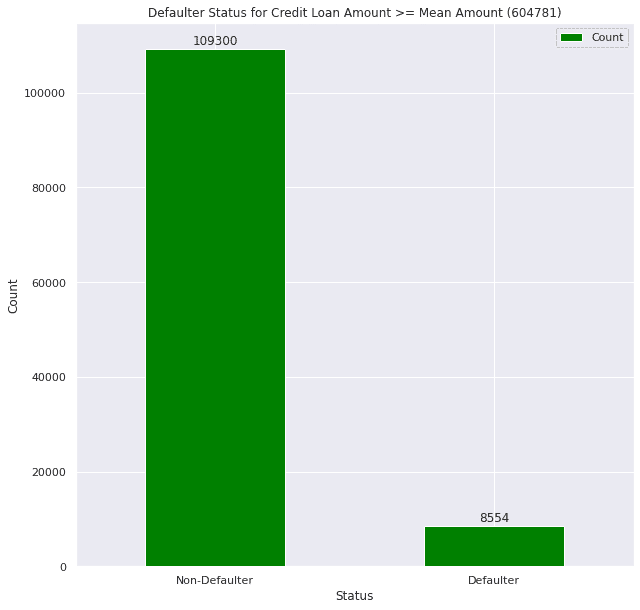 Defaulter Status for Credit Loan Amount >= Mean Amount (604781)
Count
109300
8554
100000
80000
60000
40000
20000
0
Count
Non-Defaulter
Defaulter
Status